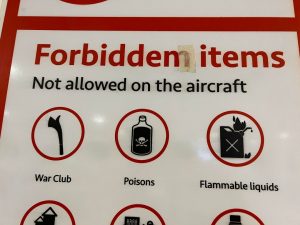 Forbidden items
Not allowed on the aircraft
War Club
Poisons
Flammable liquids